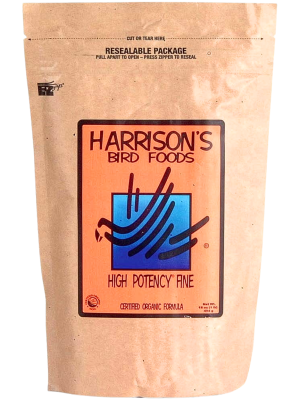 CUT OR TEAR HERE
RESEALABLE PACKAGE
PULL APART TO OPEN – PRESS ZIPPER TO RESEAL
HARRISON'S
BIRD FOODS
®
HIGH POTENCY FINE
CERTIFIED ORGANIC FORMULA